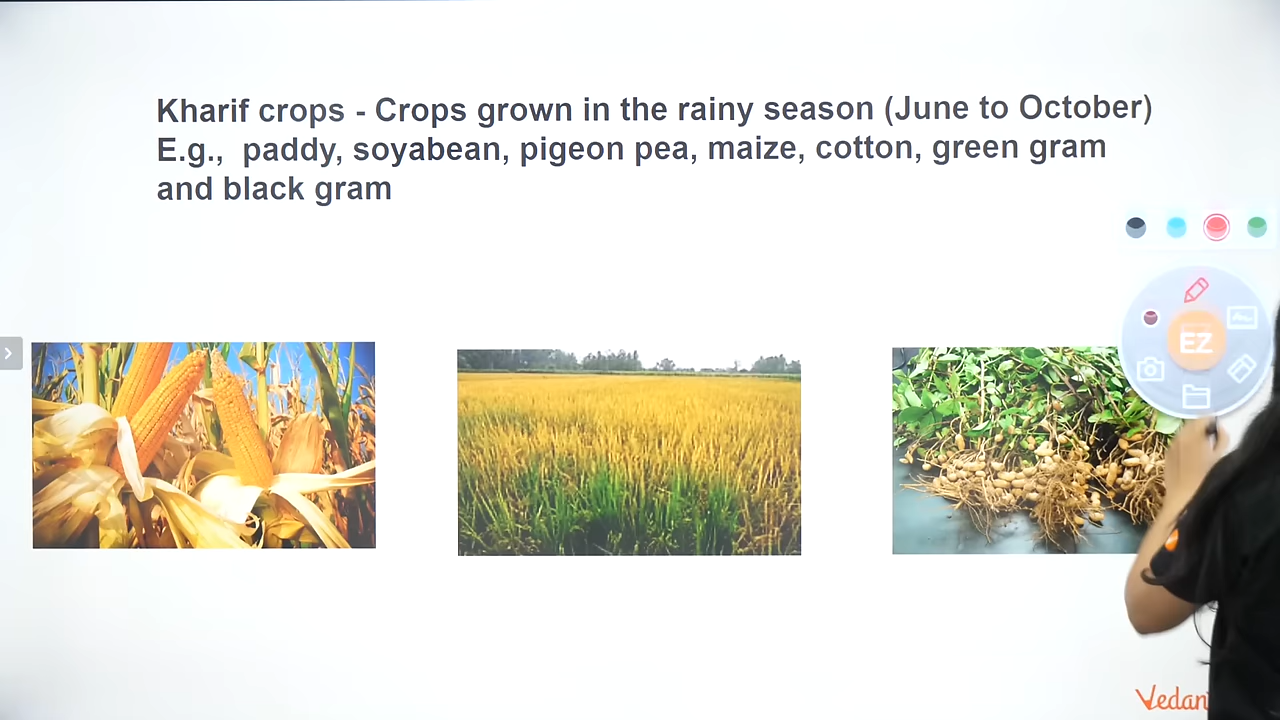 Kharif crops - Crops grown in the rainy season (June to October)
E.g., paddy, soyabean, pigeon pea, maize, cotton, green gram
and black gram
EZ
Vedan